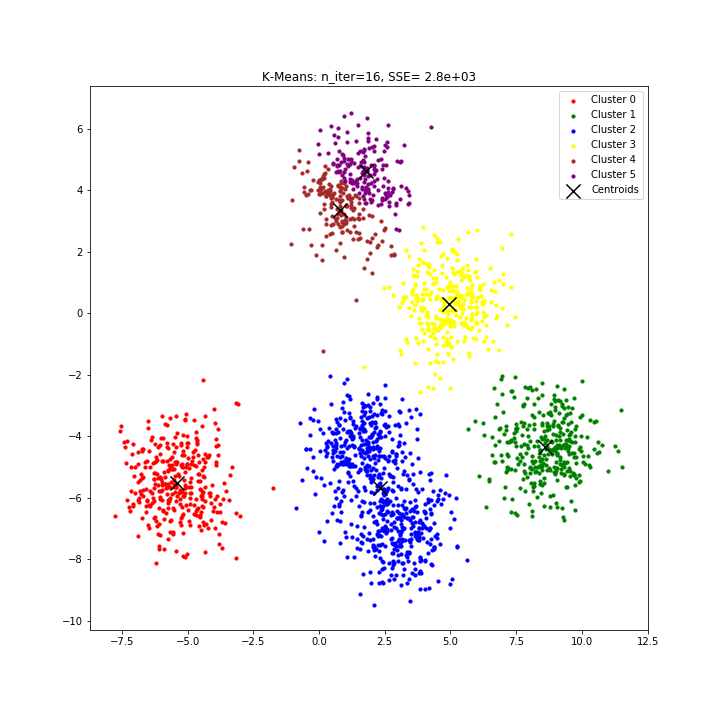 K-Means: n_iter=16, SSE= 2.8e+03
Cluster 0
Cluster 1
Cluster 2
Cluster 3
Cluster 4
Cluster 5
Centroids
6
4
2
0
−2
−4
−6
−8
−10
−7.5 −5.0 −2.5 0.0 2.5 5.0 7.5 10.0 12.5